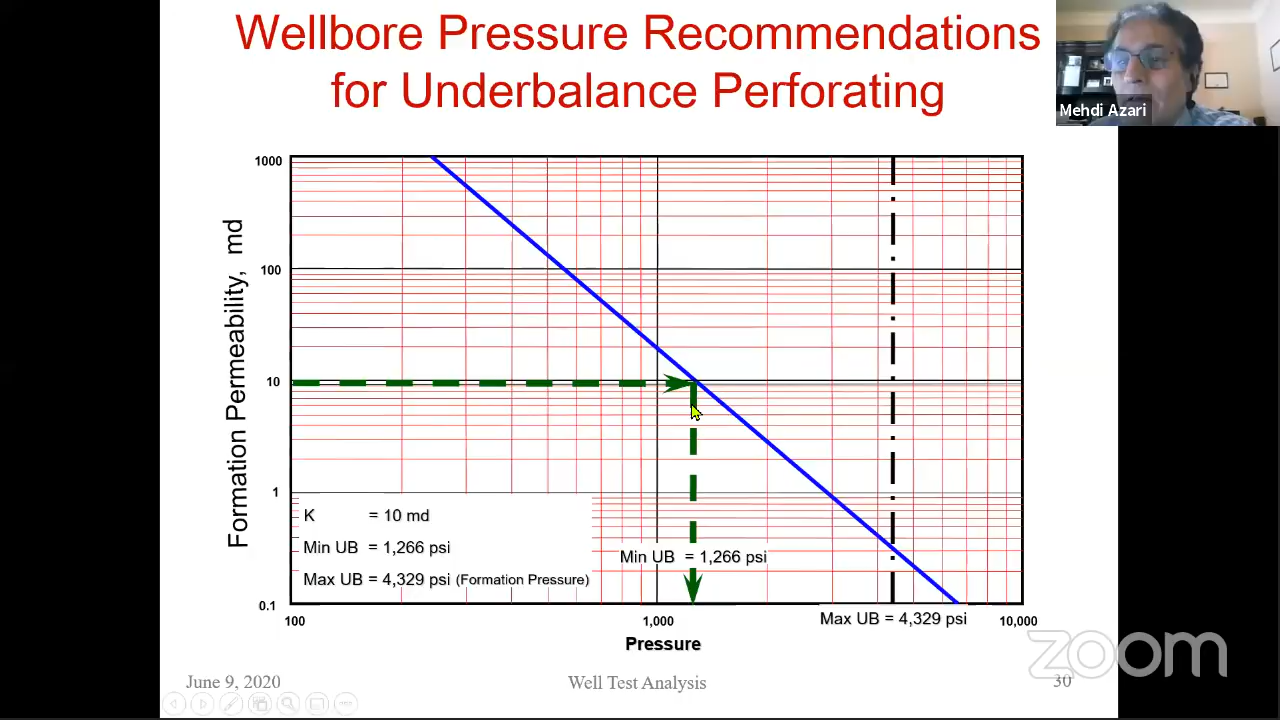 Wellbore Pressure Recommendations
for Underbalance Perforating
Mehdi Azari
1000
100
10
1
0.1
Formation Permeability, md
K = 10 md
Min UB = 1,266 psi
Max UB = 4,329 psi (Formation Pressure)
Min UB = 1,266 psi
Max UB = 4,329 psi
100
1,000
10,000
Pressure
zoom
June 9, 2020
Well Test Analysis
30